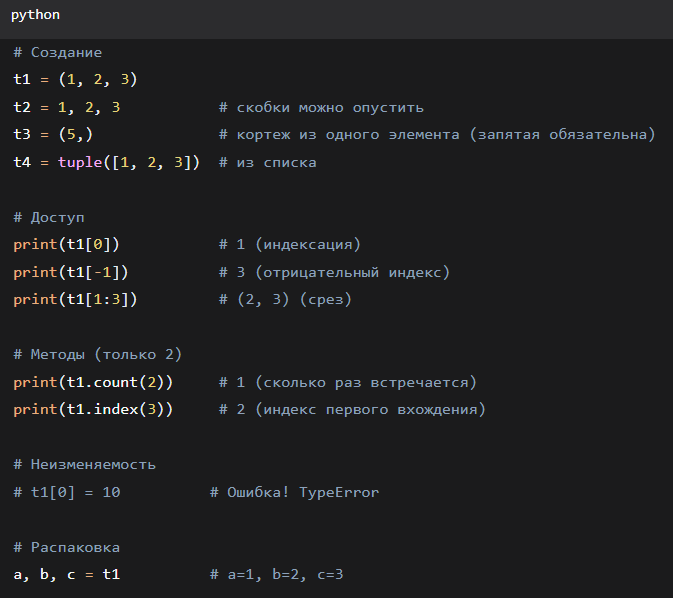 python
# Создание
t1 = (1, 2, 3)
t2 = 1, 2, 3           # скобки можно опустить
t3 = (5,)              # кортеж из одного элемента (запятая обязательна)
t4 = tuple([1, 2, 3])  # из списка
# Доступ
print(t1[0])           # 1 (индексация)
print(t1[-1])          # 3 (отрицательный индекс)
print(t1[1:3])         # (2, 3) (срез)
# Методы (только 2)
print(t1.count(2))     # 1 (сколько раз встречается)
print(t1.index(3))     # 2 (индекс первого вхождения)
# Неизменяемость
# t1[0] = 10          # Ошибка! TypeError
# Распаковка
a, b, c = t1          # a=1, b=2, c=3